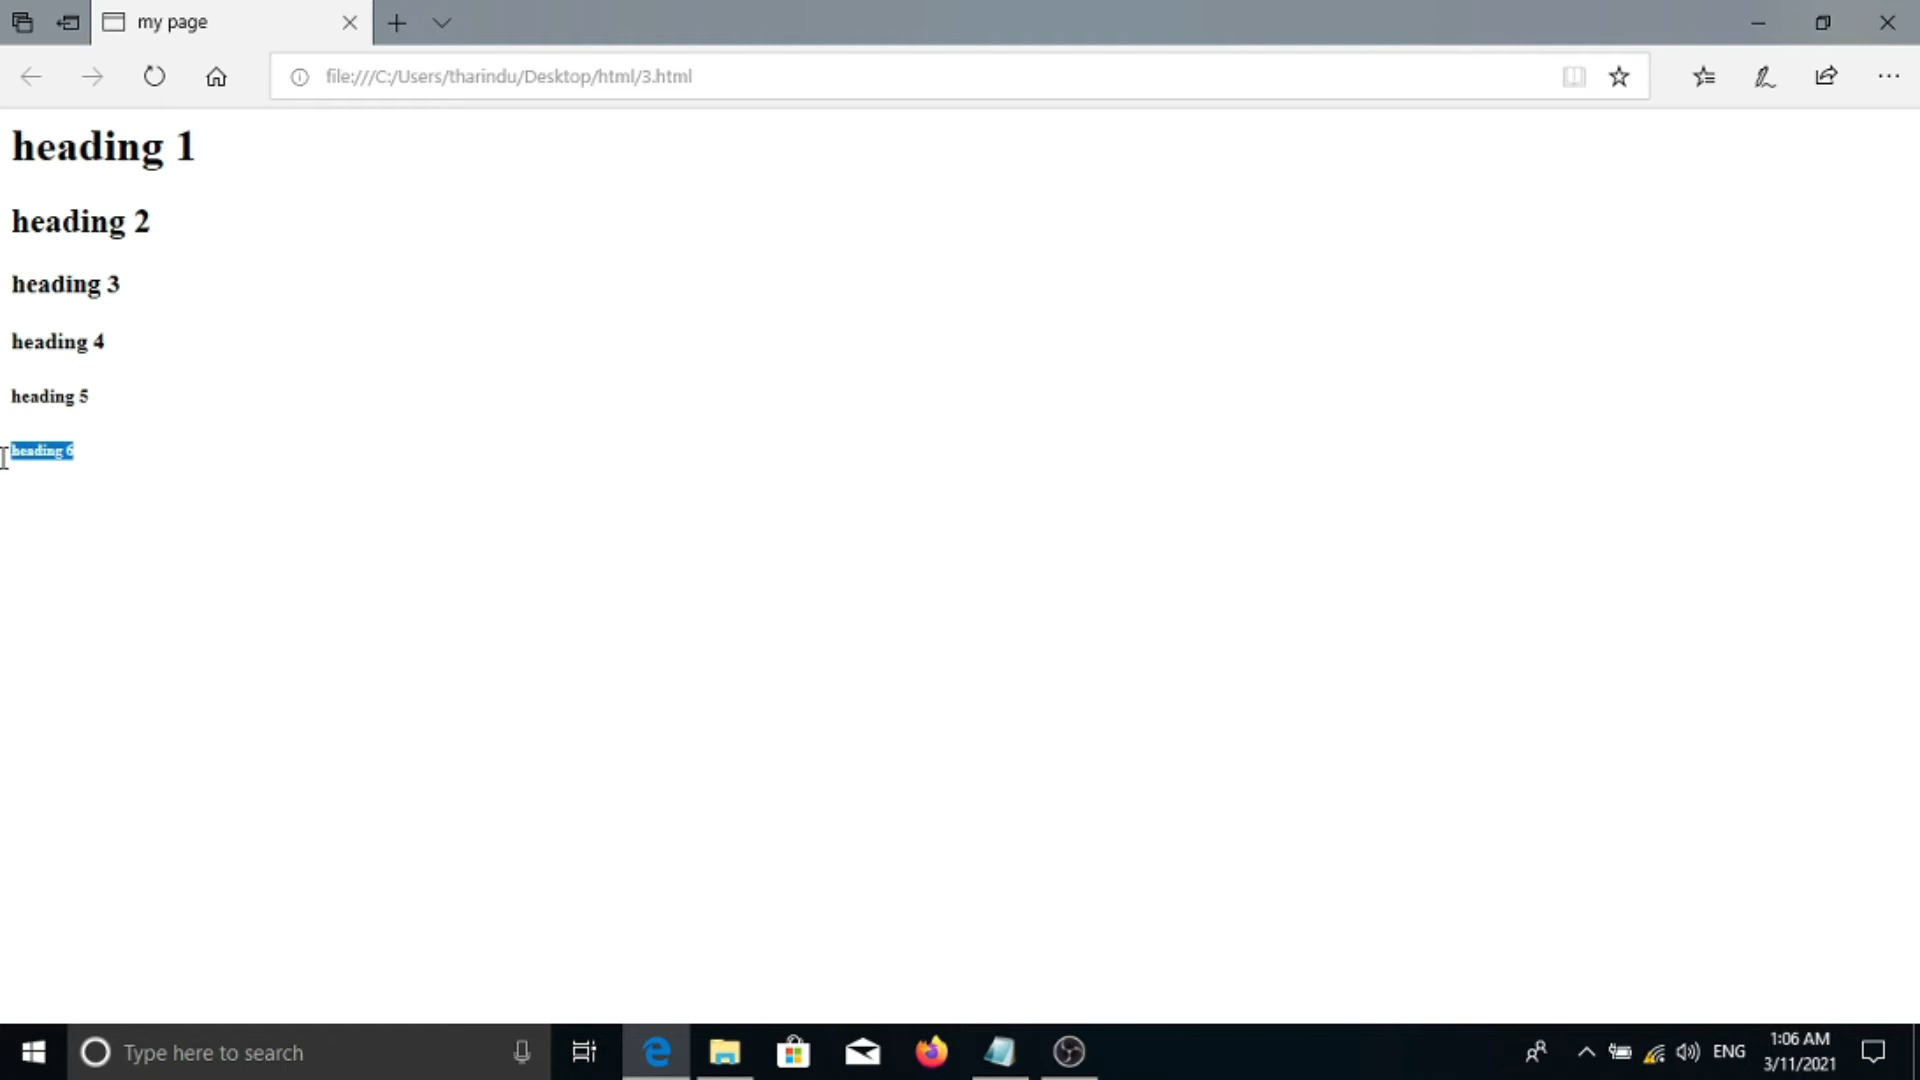 my page
file:///C:/Users/tharindu/Desktop/html/3.html
heading 1
heading 2
heading 3
heading 4
heading 5
heading 6
Type here to search
ENG
1:06 AM
3/11/2021